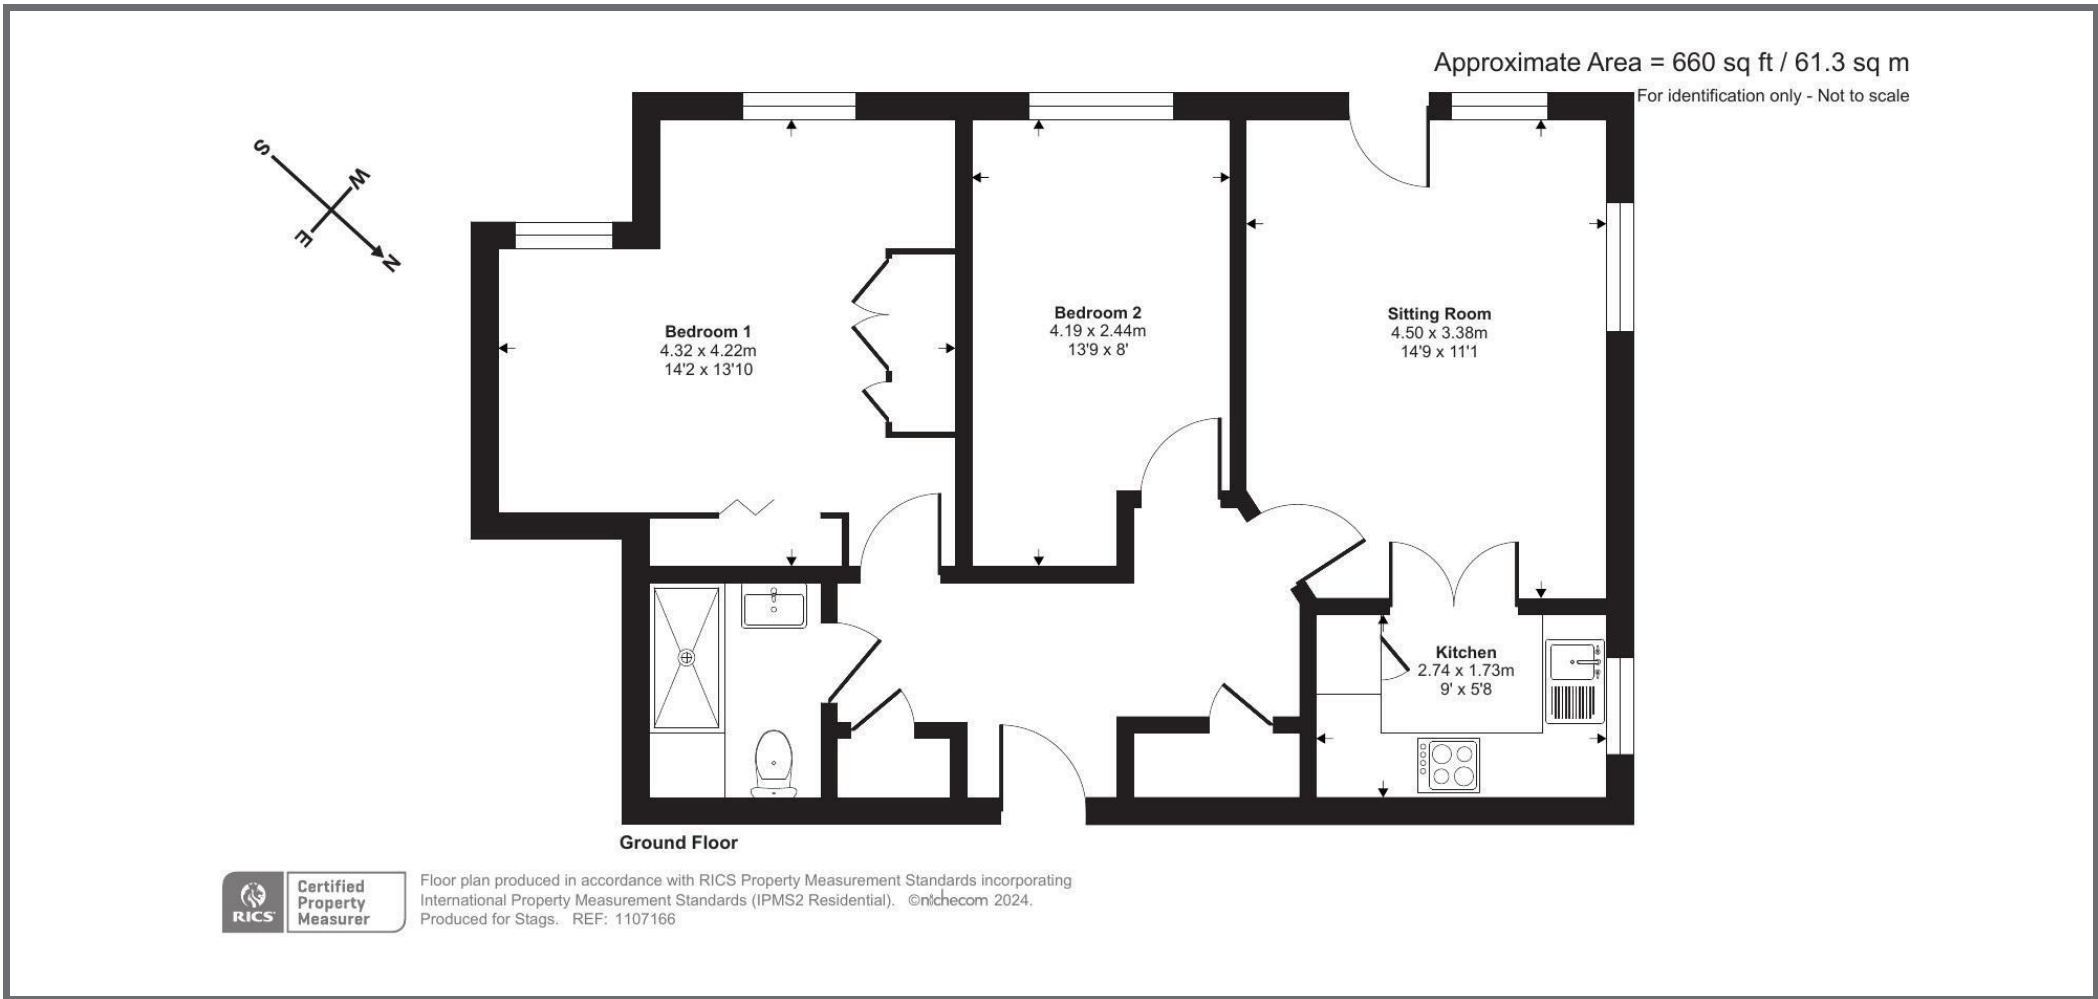 Approximate Area = 660 sq ft / 61.3 sq m
For identification only - Not to scale
S
W
E
N
Bedroom 1
4.32 x 4.22m
14'2 x 13'10
Bedroom 2
4.19 x 2.44m
13'9 x 8'
Sitting Room
4.50 x 3.38m
14'9 x 11'1
Kitchen
2.74 x 1.73m
9' x 5'8
Ground Floor
RICS
Certified
Property
Measurer
Floor plan produced in accordance with RICS Property Measurement Standards incorporating
International Property Measurement Standards (IPMS2 Residential). ©nichecom 2024.
Produced for Stags. REF: 1107166